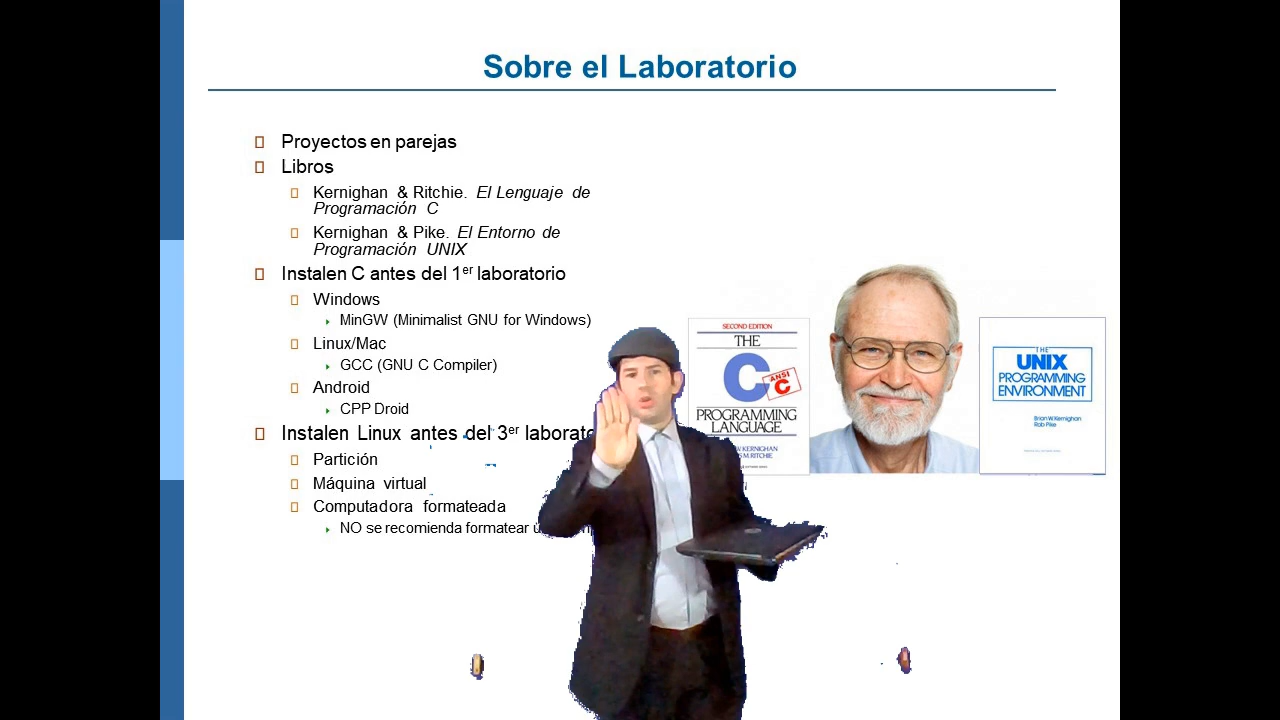 Sobre el Laboratorio
Proyectos en parejas
Libros
Kernighan & Ritchie. El Lenguaje de
Programación C
Kernighan & Pike. El Entorno de
Programación UNIX
Instalen C antes del 1er laboratorio
Windows
MinGW (Minimalist GNU for Windows)
Linux/Mac
GCC (GNU C Compiler)
Android
CPP Droid
Instalen Linux antes del 3er
Partición
Máquina virtual
Computadora formateada
NO se recomienda formatear
SECOND EDITION
THE
C
ANSI
C
PROGRAMMING
LANGUAGE
KERNIGHAN
M.RITCHIE
THE
UNIX
PROGRAMMING
ENVIRONMENT
Brian W. Kernighan
Rob Pike